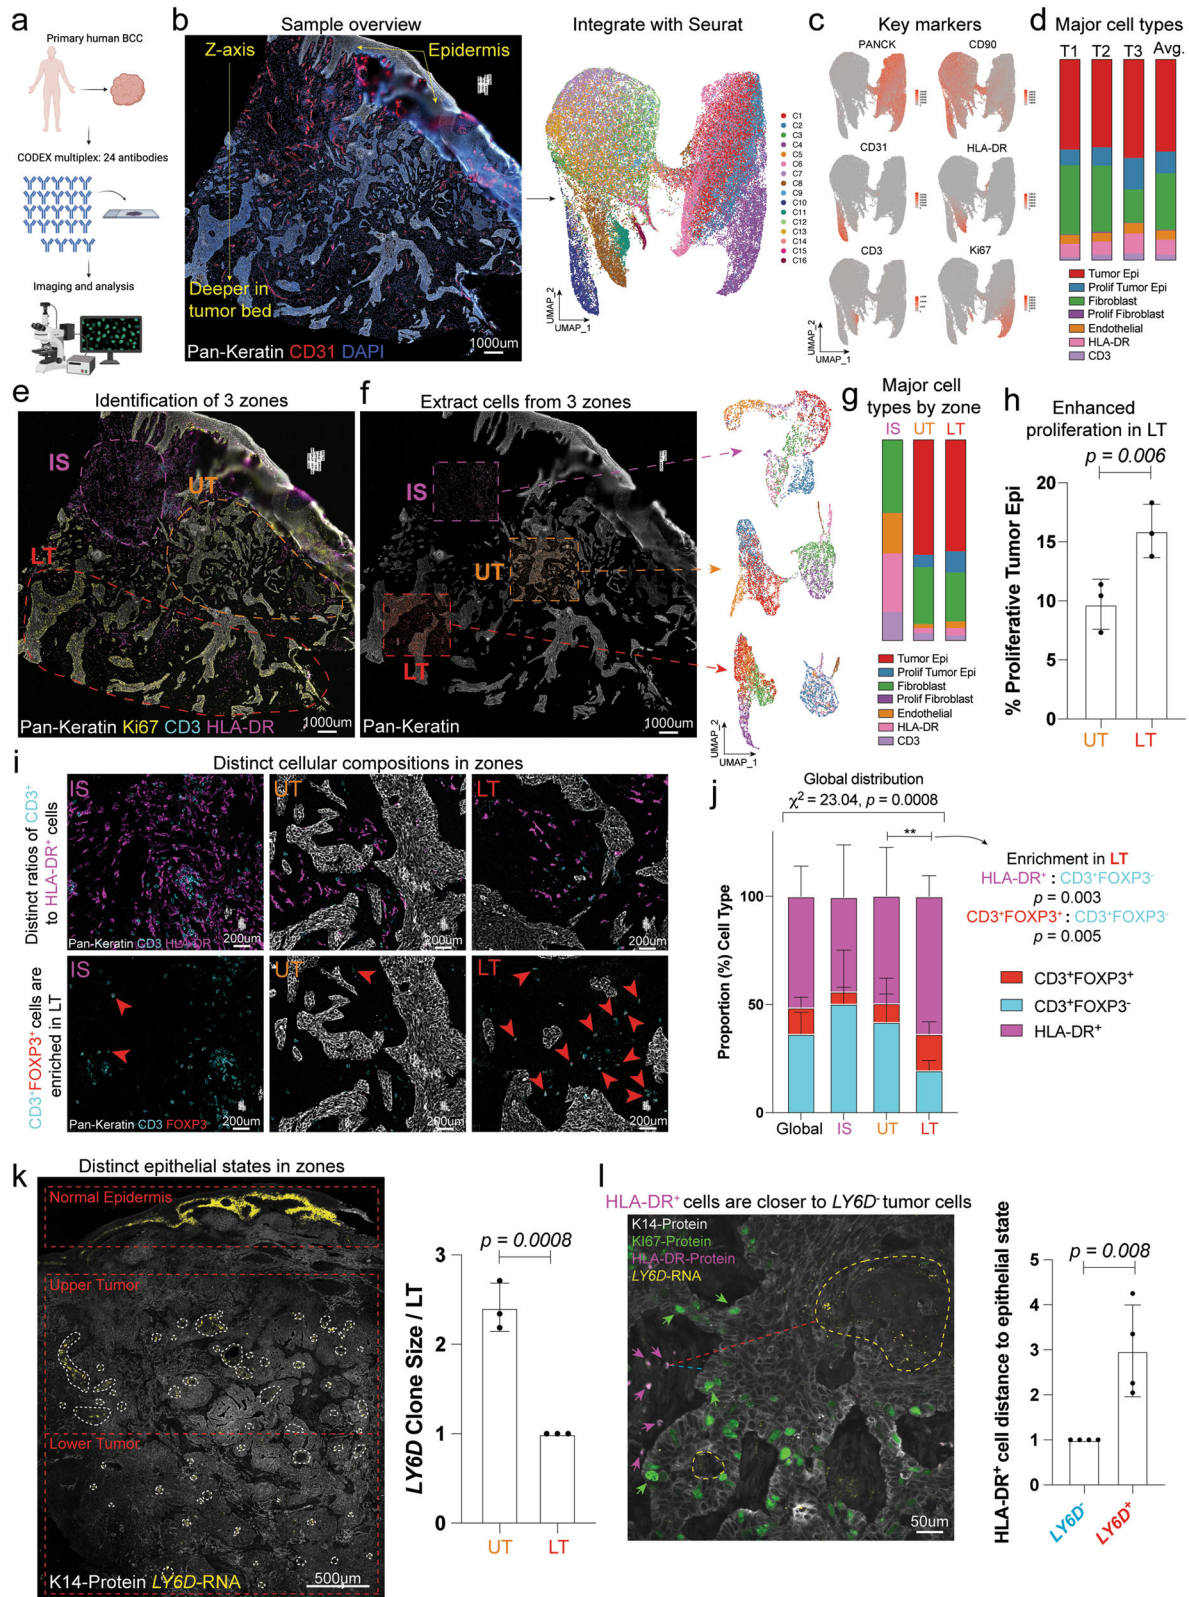 a
Primary human BCC
CODEX multiplex: 24 antibodies
Imaging and analysis
b
Sample overview
Z-axis
Epidermis
Deeper in
tumor bed
Pan-Keratin CD31 DAPI
1000um
Integrate with Seurat
C1
C2
C3
C4
C5
C6
C7
C8
C9
C10
C11
C12
C13
C14
C15
C16
UMAP_2
UMAP_1
c
Key markers
PANCK
CD90
CD31
HLA-DR
CD3
Ki67
UMAP_2
UMAP_1
d
Major cell types
T1 T2 T3 Avg.
Tumor Epi
Prolif Tumor Epi
Fibroblast
Prolif Fibroblast
Endothelial
HLA-DR
CD3
e
Identification of 3 zones
IS
UT
LT
Pan-Keratin Ki67 CD3 HLA-DR
1000um
f
Extract cells from 3 zones
IS
UT
LT
Pan-Keratin
1000um
UMAP_2
UMAP_1
g
Major cell
types by zone
IS UT LT
Tumor Epi
Prolif Tumor Epi
Fibroblast
Prolif Fibroblast
Endothelial
HLA-DR
CD3
h
Enhanced
proliferation in LT
p = 0.006
% Proliferative Tumor Epi
20
15
10
5
0
UT
LT
i
Distinct cellular compositions in zones
Distinct ratios of CD3⁺
to HLA-DR⁺ cells
IS
Pan-Keratin CD3 HLA-DR
200um
UT
200um
LT
200um
CD3⁺FOXP3⁺ cells are
enriched in LT
IS
Pan-Keratin CD3 FOXP3
200um
UT
200um
LT
200um
j
Global distribution
χ² = 23.04, p = 0.0008
**
Proportion (%) Cell Type
100
50
0
Global
IS
UT
LT
Enrichment in LT
HLA-DR⁺ : CD3⁺FOXP3⁻
p = 0.003
CD3⁺FOXP3⁺ : CD3⁺FOXP3⁻
p = 0.005
CD3⁺FOXP3⁺
CD3⁺FOXP3⁻
HLA-DR⁺
k
Distinct epithelial states in zones
Normal Epidermis
Upper Tumor
Lower Tumor
K14-Protein LY6D-RNA
500µm
p = 0.0008
LY6D Clone Size / LT
3
2
1
0
UT
LT
l
HLA-DR⁺ cells are closer to LY6D⁻ tumor cells
K14-Protein
KI67-Protein
HLA-DR-Protein
LY6D-RNA
50um
p = 0.008
HLA-DR⁺ cell distance to epithelial state
5
4
3
2
1
0
LY6D⁻
LY6D⁺